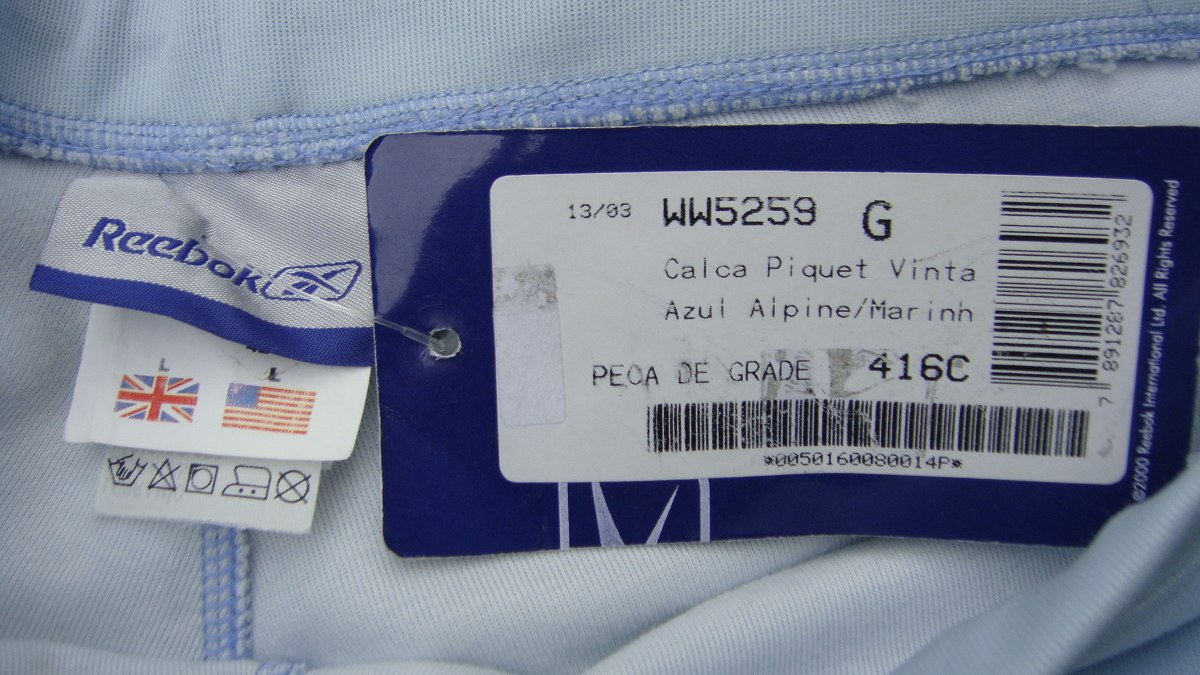 Reebok
L
L
13/03 WW5259 G
Calca Piquet Vinta
Azul Alpine/Marinh
PECA DE GRADE 416C
*0050160080014P*
7 891287 826932
©2000 Reebok International Ltd. All Rights Reserved